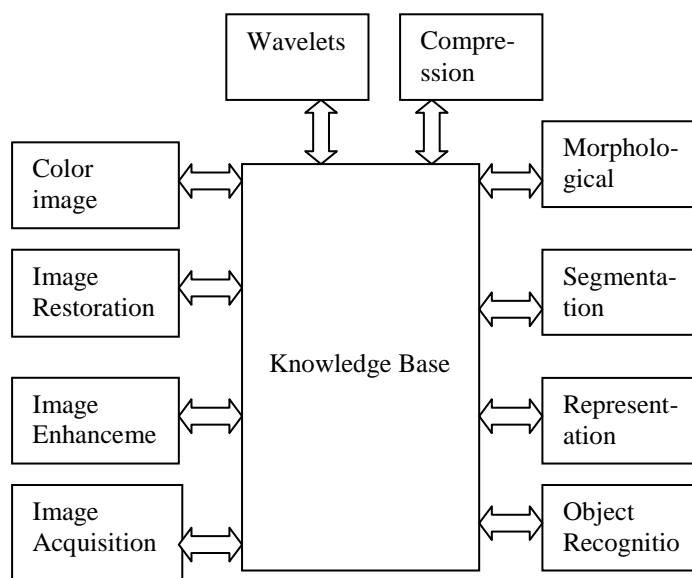 Wavelets
Compre-
ssion
Color
image
Image
Restoration
Image
Enhanceme
Image
Acquisition
Knowledge Base
Morpholo-
gical
Segmenta-
tion
Represent-
ation
Object
Recognitio